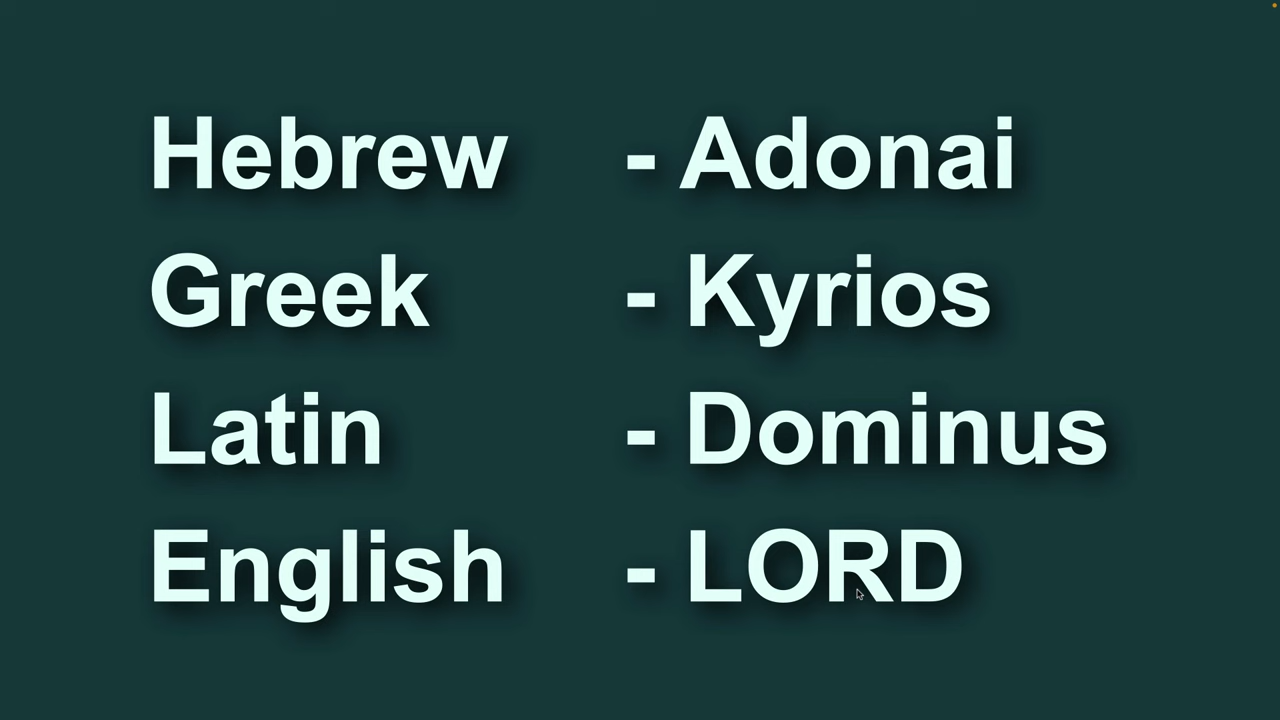 Hebrew - Adonai
Greek - Kyrios
Latin - Dominus
English - LORD